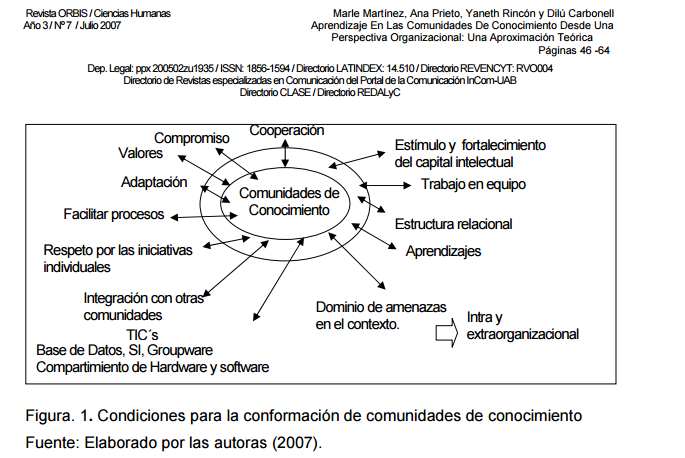 Revista ORBIS / Ciencias Humanas
Año 3 / Nº 7 / Julio 2007
Marle Martínez, Ana Prieto, Yaneth Rincón y Dilú Carbonell
Aprendizaje En Las Comunidades De Conocimiento Desde Una
Perspectiva Organizacional: Una Aproximación Teórica
Páginas 46 -64
Dep. Legal: ppx 200502zu1935 / ISSN: 1856-1594 / Directorio LATINDEX: 14.510 / Directorio REVENCYT: RVO004
Directorio de Revistas especializadas en Comunicación del Portal de la Comunicación InCom-UAB
Directorio CLASE / Directorio REDALyC
Cooperación
Compromiso
Valores
Adaptación
Facilitar procesos
Respeto por las iniciativas
individuales
Integración con otras
comunidades
TIC´s
Base de Datos, SI, Groupware
Compartimiento de Hardware y software
Comunidades de
Conocimiento
Estímulo y fortalecimiento
del capital intelectual
Trabajo en equipo
Estructura relacional
Aprendizajes
Dominio de amenazas
en el contexto.
Intra y
extraorganizacional
Figura. 1. Condiciones para la conformación de comunidades de conocimiento
Fuente: Elaborado por las autoras (2007).